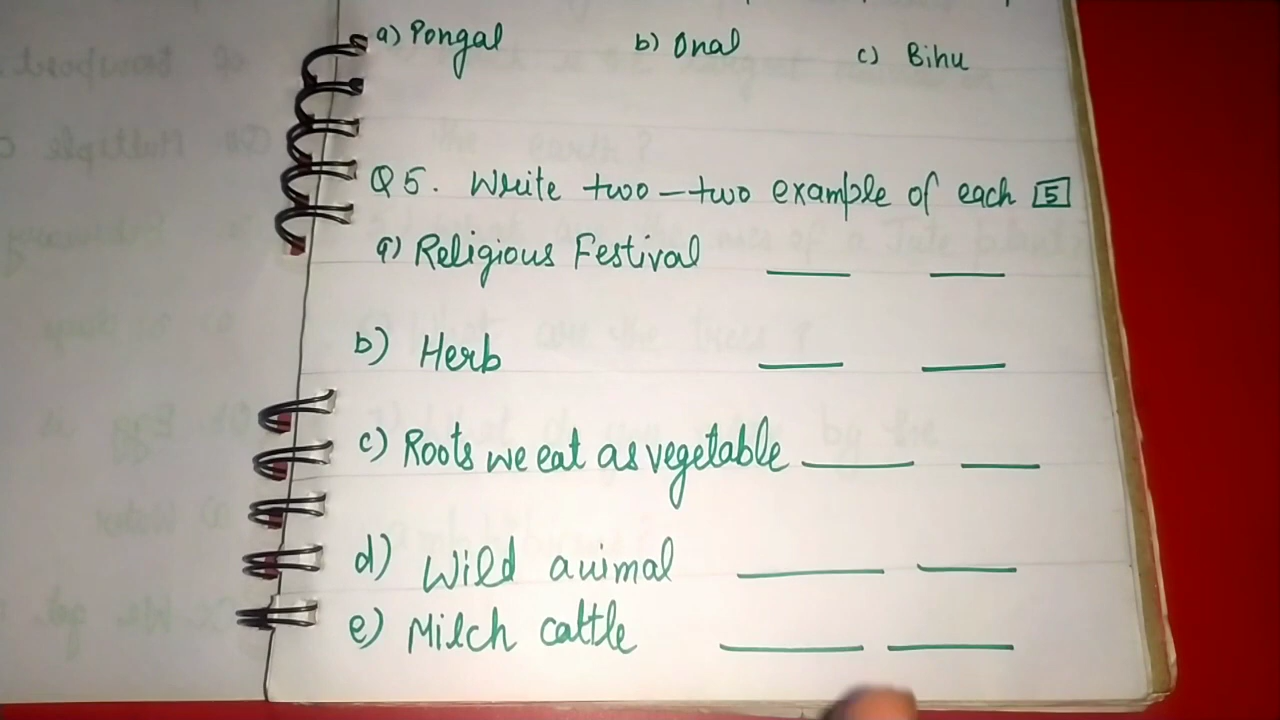 a) Pongal b) Onal c) Bihu
Q5. Write two-two example of each 5
a) Religious Festival ___ ___
b) Herb ___ ___
c) Roots we eat as vegetable ___ ___
d) Wild animal ___ ___
e) Milch cattle ___ ___